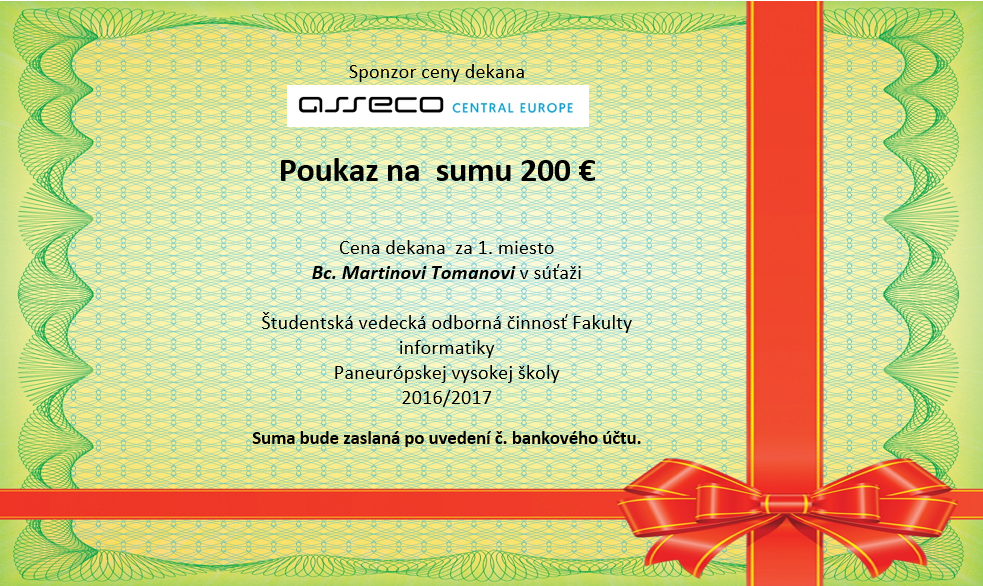 Sponzor ceny dekana
asseco CENTRAL EUROPE
Poukaz na  sumu 200 €
Cena dekana  za 1. miesto
Bc. Martinovi Tomanovi v súťaži
Študentská vedecká odborná činnosť Fakulty
informatiky
Paneurópskej vysokej školy
2016/2017
Suma bude zaslaná po uvedení č. bankového účtu.